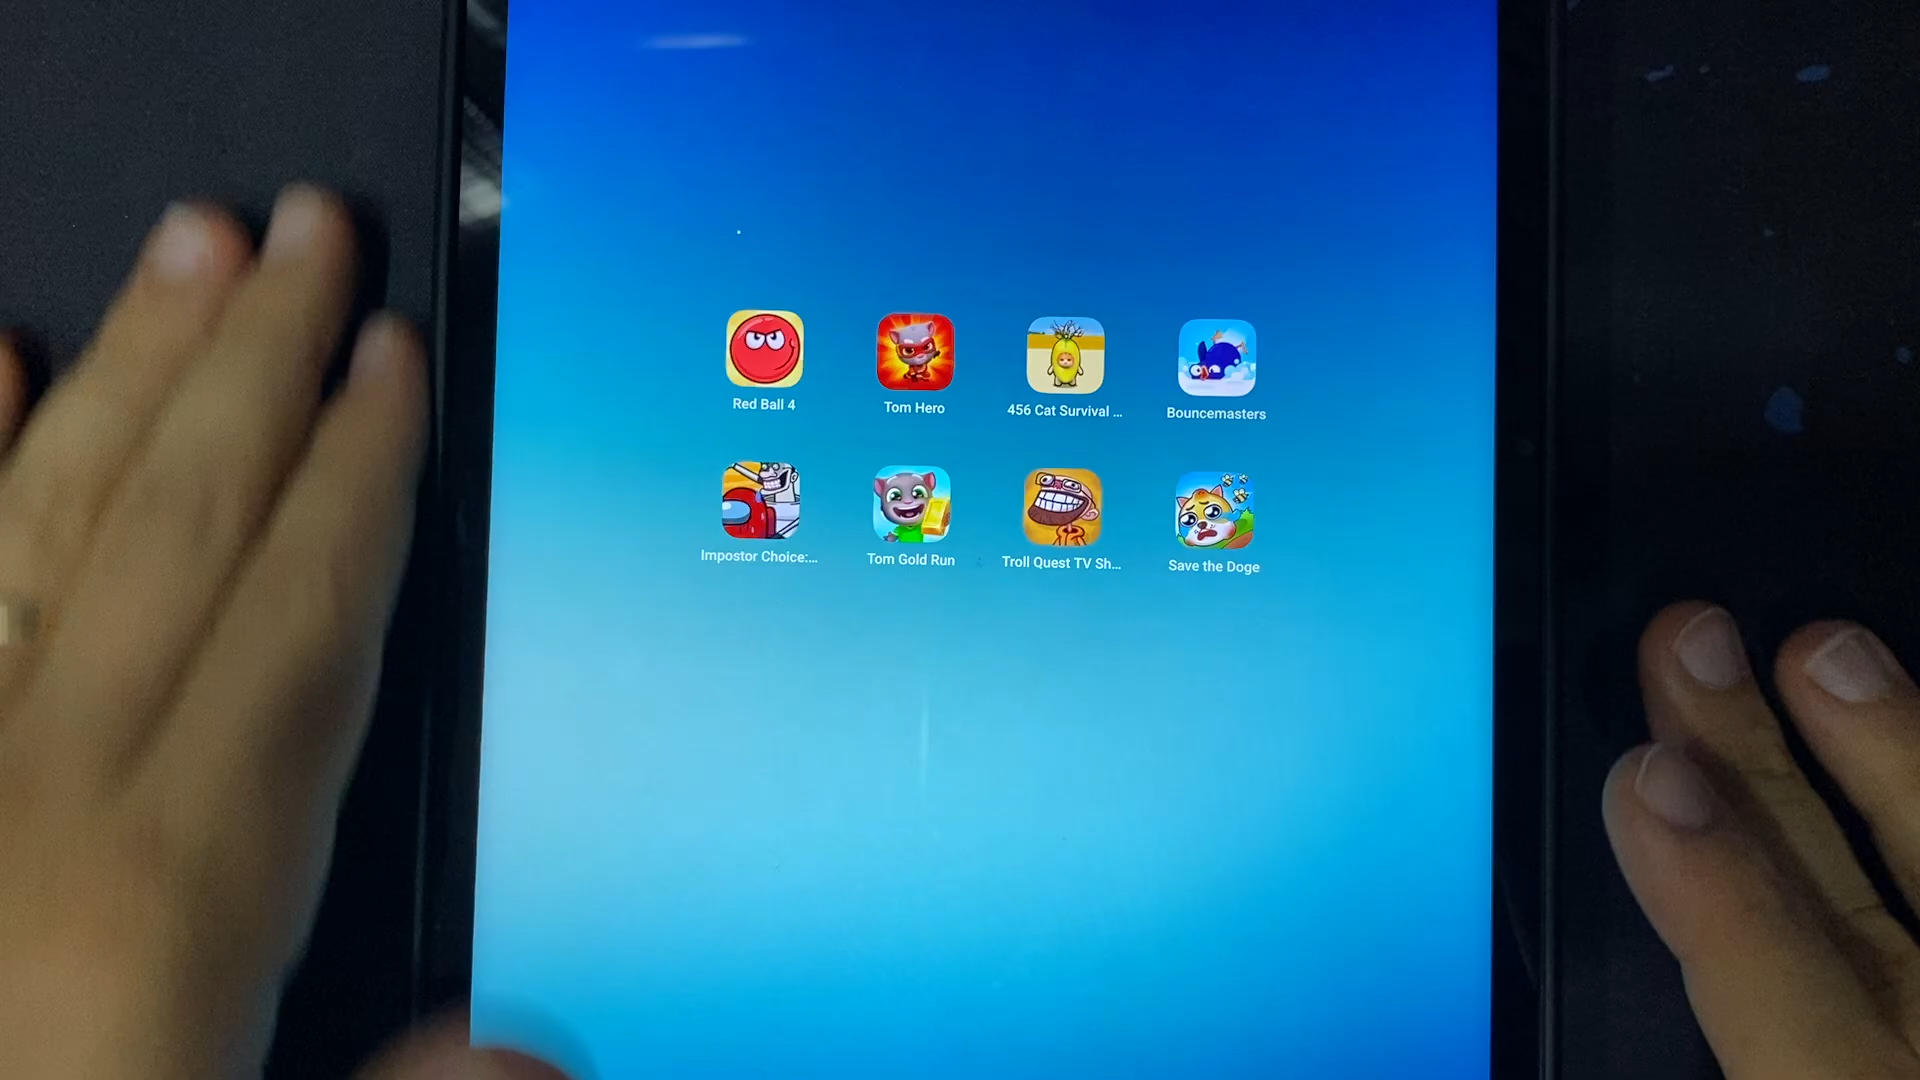 Red Ball 4
Tom Hero
456 Cat Survival ...
Bouncemasters
Impostor Choice:...
Tom Gold Run
Troll Quest TV Sh...
Save the Doge